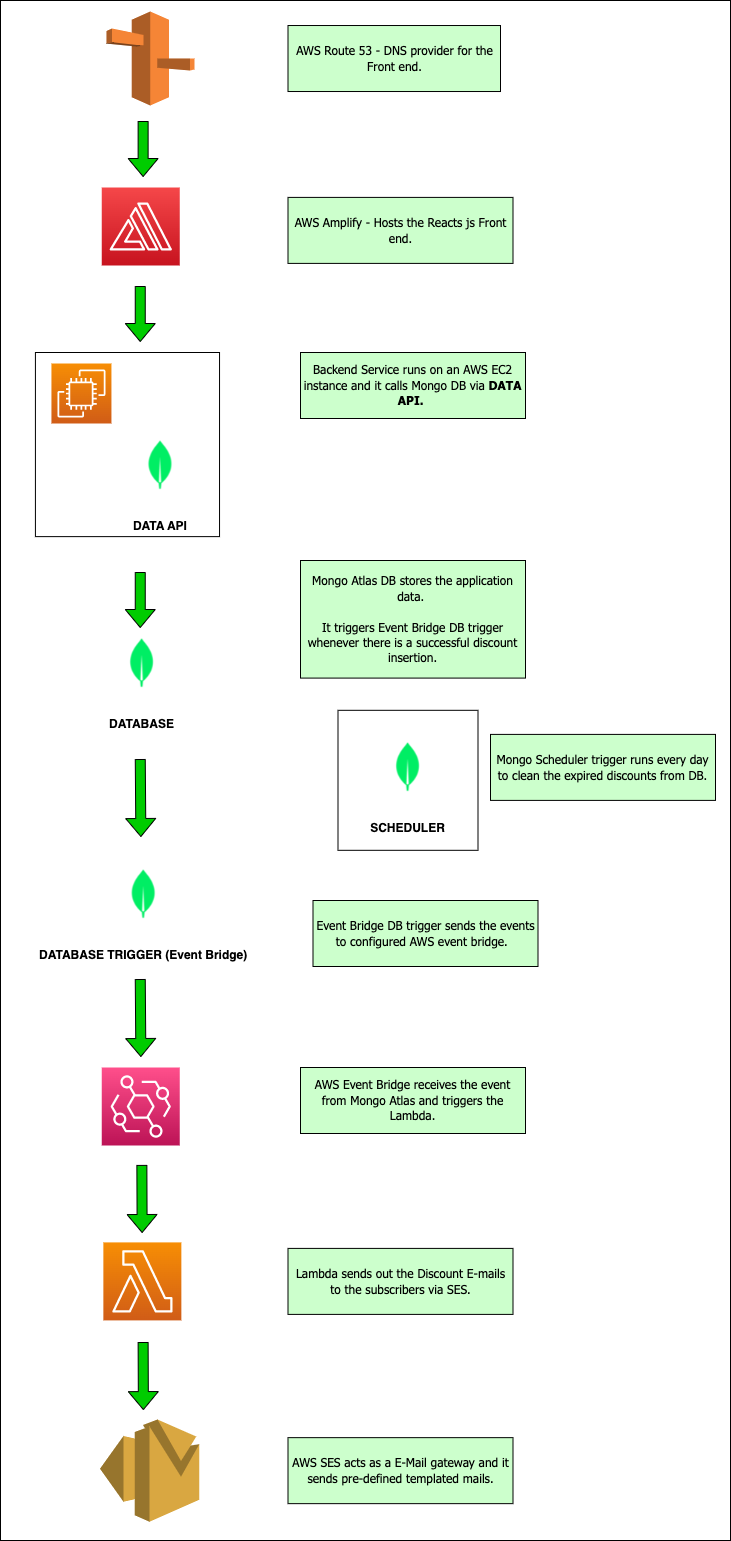 AWS Route 53 - DNS provider for the
Front end.
AWS Amplify - Hosts the Reacts js Front
end.
Backend Service runs on an AWS EC2
instance and it calls Mongo DB via DATA
API.
DATA API
Mongo Atlas DB stores the application
data.
It triggers Event Bridge DB trigger
whenever there is a successful discount
insertion.
DATABASE
Mongo Scheduler trigger runs every day
to clean the expired discounts from DB.
SCHEDULER
Event Bridge DB trigger sends the events
to configured AWS event bridge.
DATABASE TRIGGER (Event Bridge)
AWS Event Bridge receives the event
from Mongo Atlas and triggers the
Lambda.
Lambda sends out the Discount E-mails
to the subscribers via SES.
AWS SES acts as a E-Mail gateway and it
sends pre-defined templated mails.